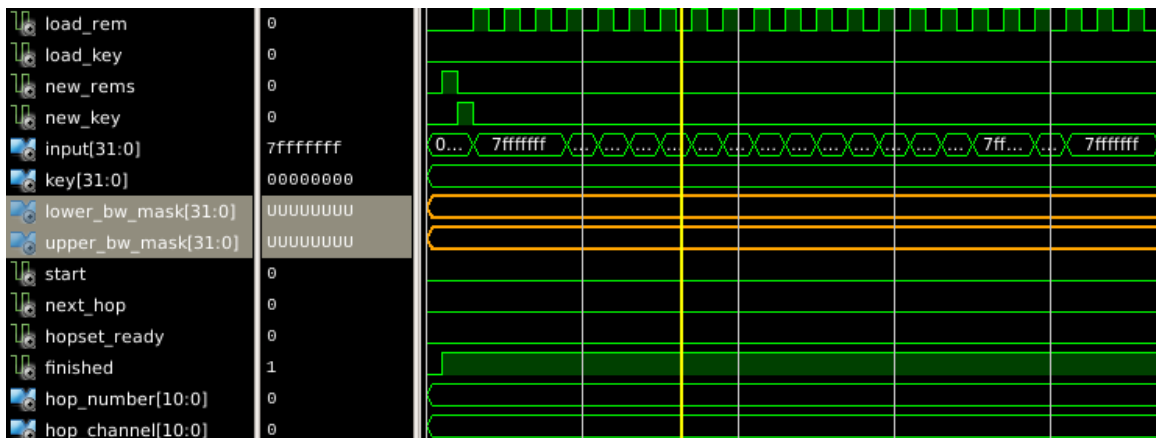 load_rem 0
load_key 0
new_rems 0
new_key 0
input[31:0] 7fffffff 0... 7fffffff ... ... ... ... ... ... ... ... ... ... ... ... 7ff... ... 7fffffff
key[31:0] 00000000
lower_bw_mask[31:0] UUUUUUUU
upper_bw_mask[31:0] UUUUUUUU
start 0
next_hop 0
hopset_ready 0
finished 1
hop_number[10:0] 0
hop_channel[10:0] 0